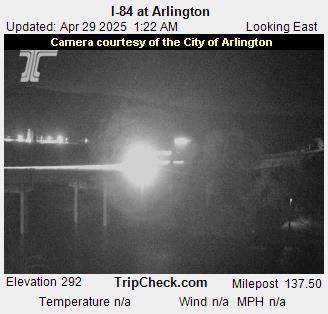 I-84 at Arlington
Updated: Apr 29 2025 1:22 AM Looking East
Camera courtesy of the City of Arlington
Elevation 292 TripCheck.com Milepost 137.50
Temperature n/a Wind n/a MPH n/a